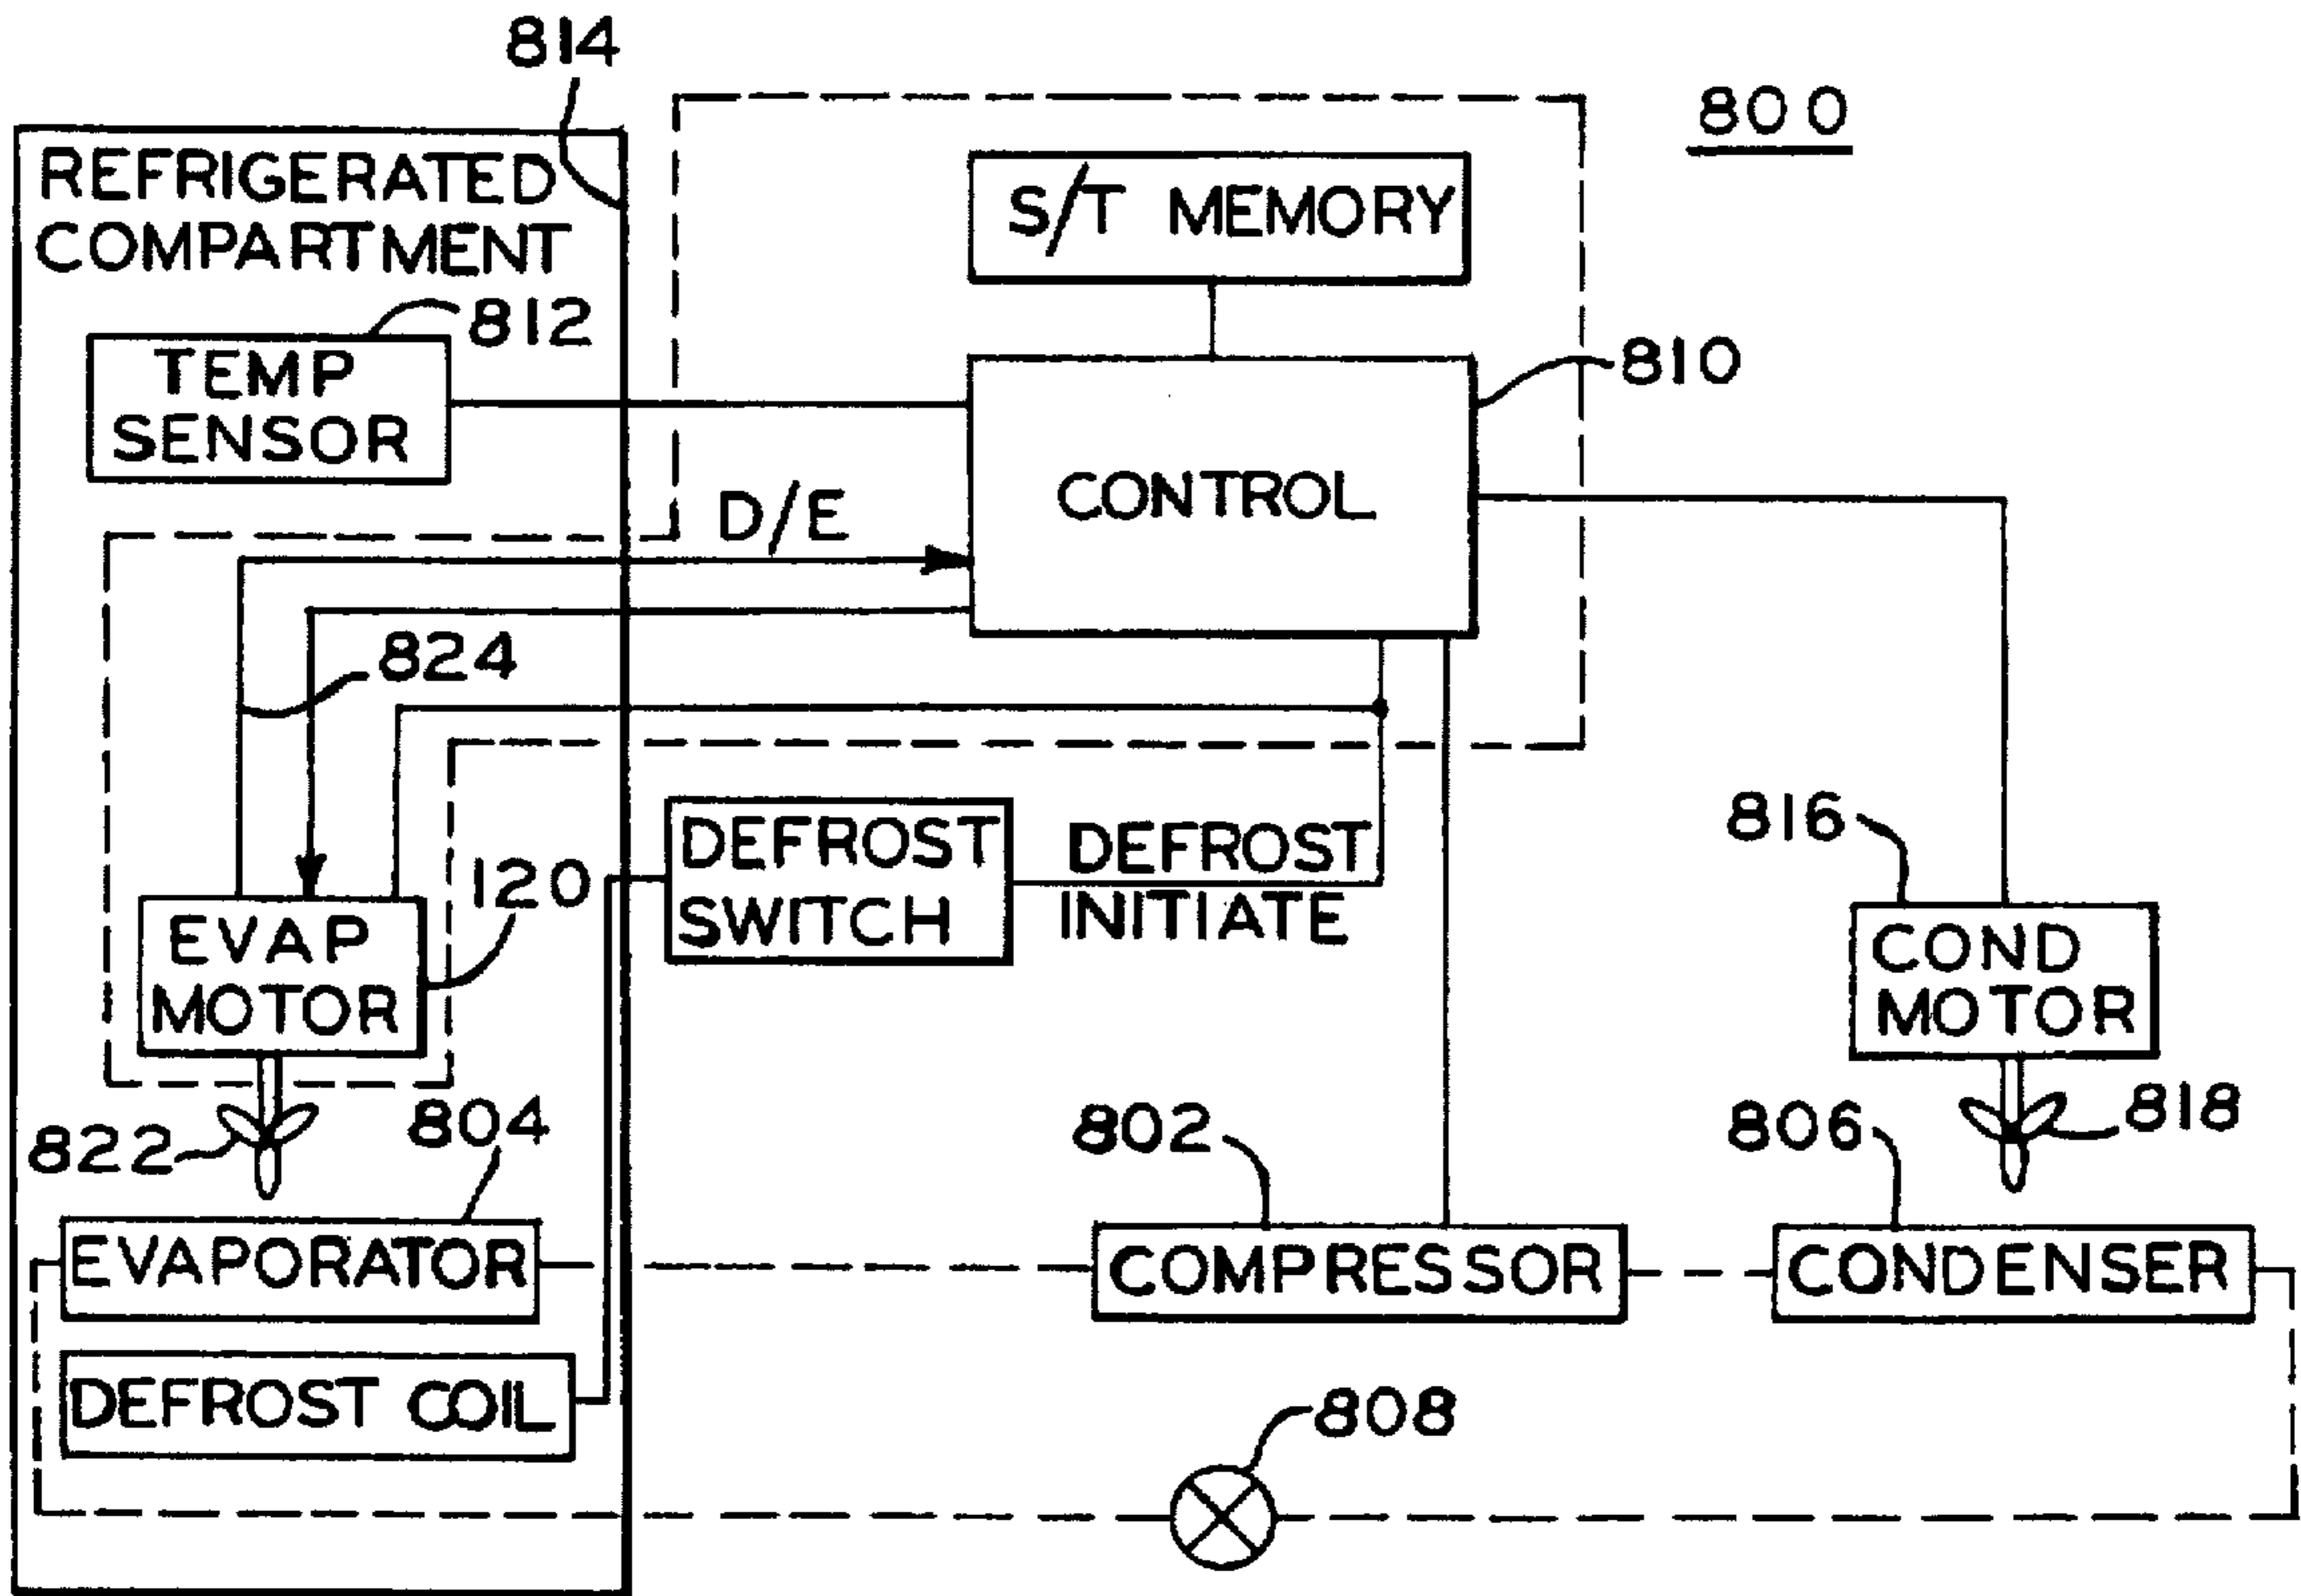 814
800
REFRIGERATED
COMPARTMENT
S/T MEMORY
812
810
TEMP
SENSOR
CONTROL
D/E
824
816
DEFROST
SWITCH
DEFROST
INITIATE
120
EVAP
MOTOR
COND
MOTOR
822
804
802
806
818
EVAPORATOR
COMPRESSOR
CONDENSER
DEFROST COIL
808